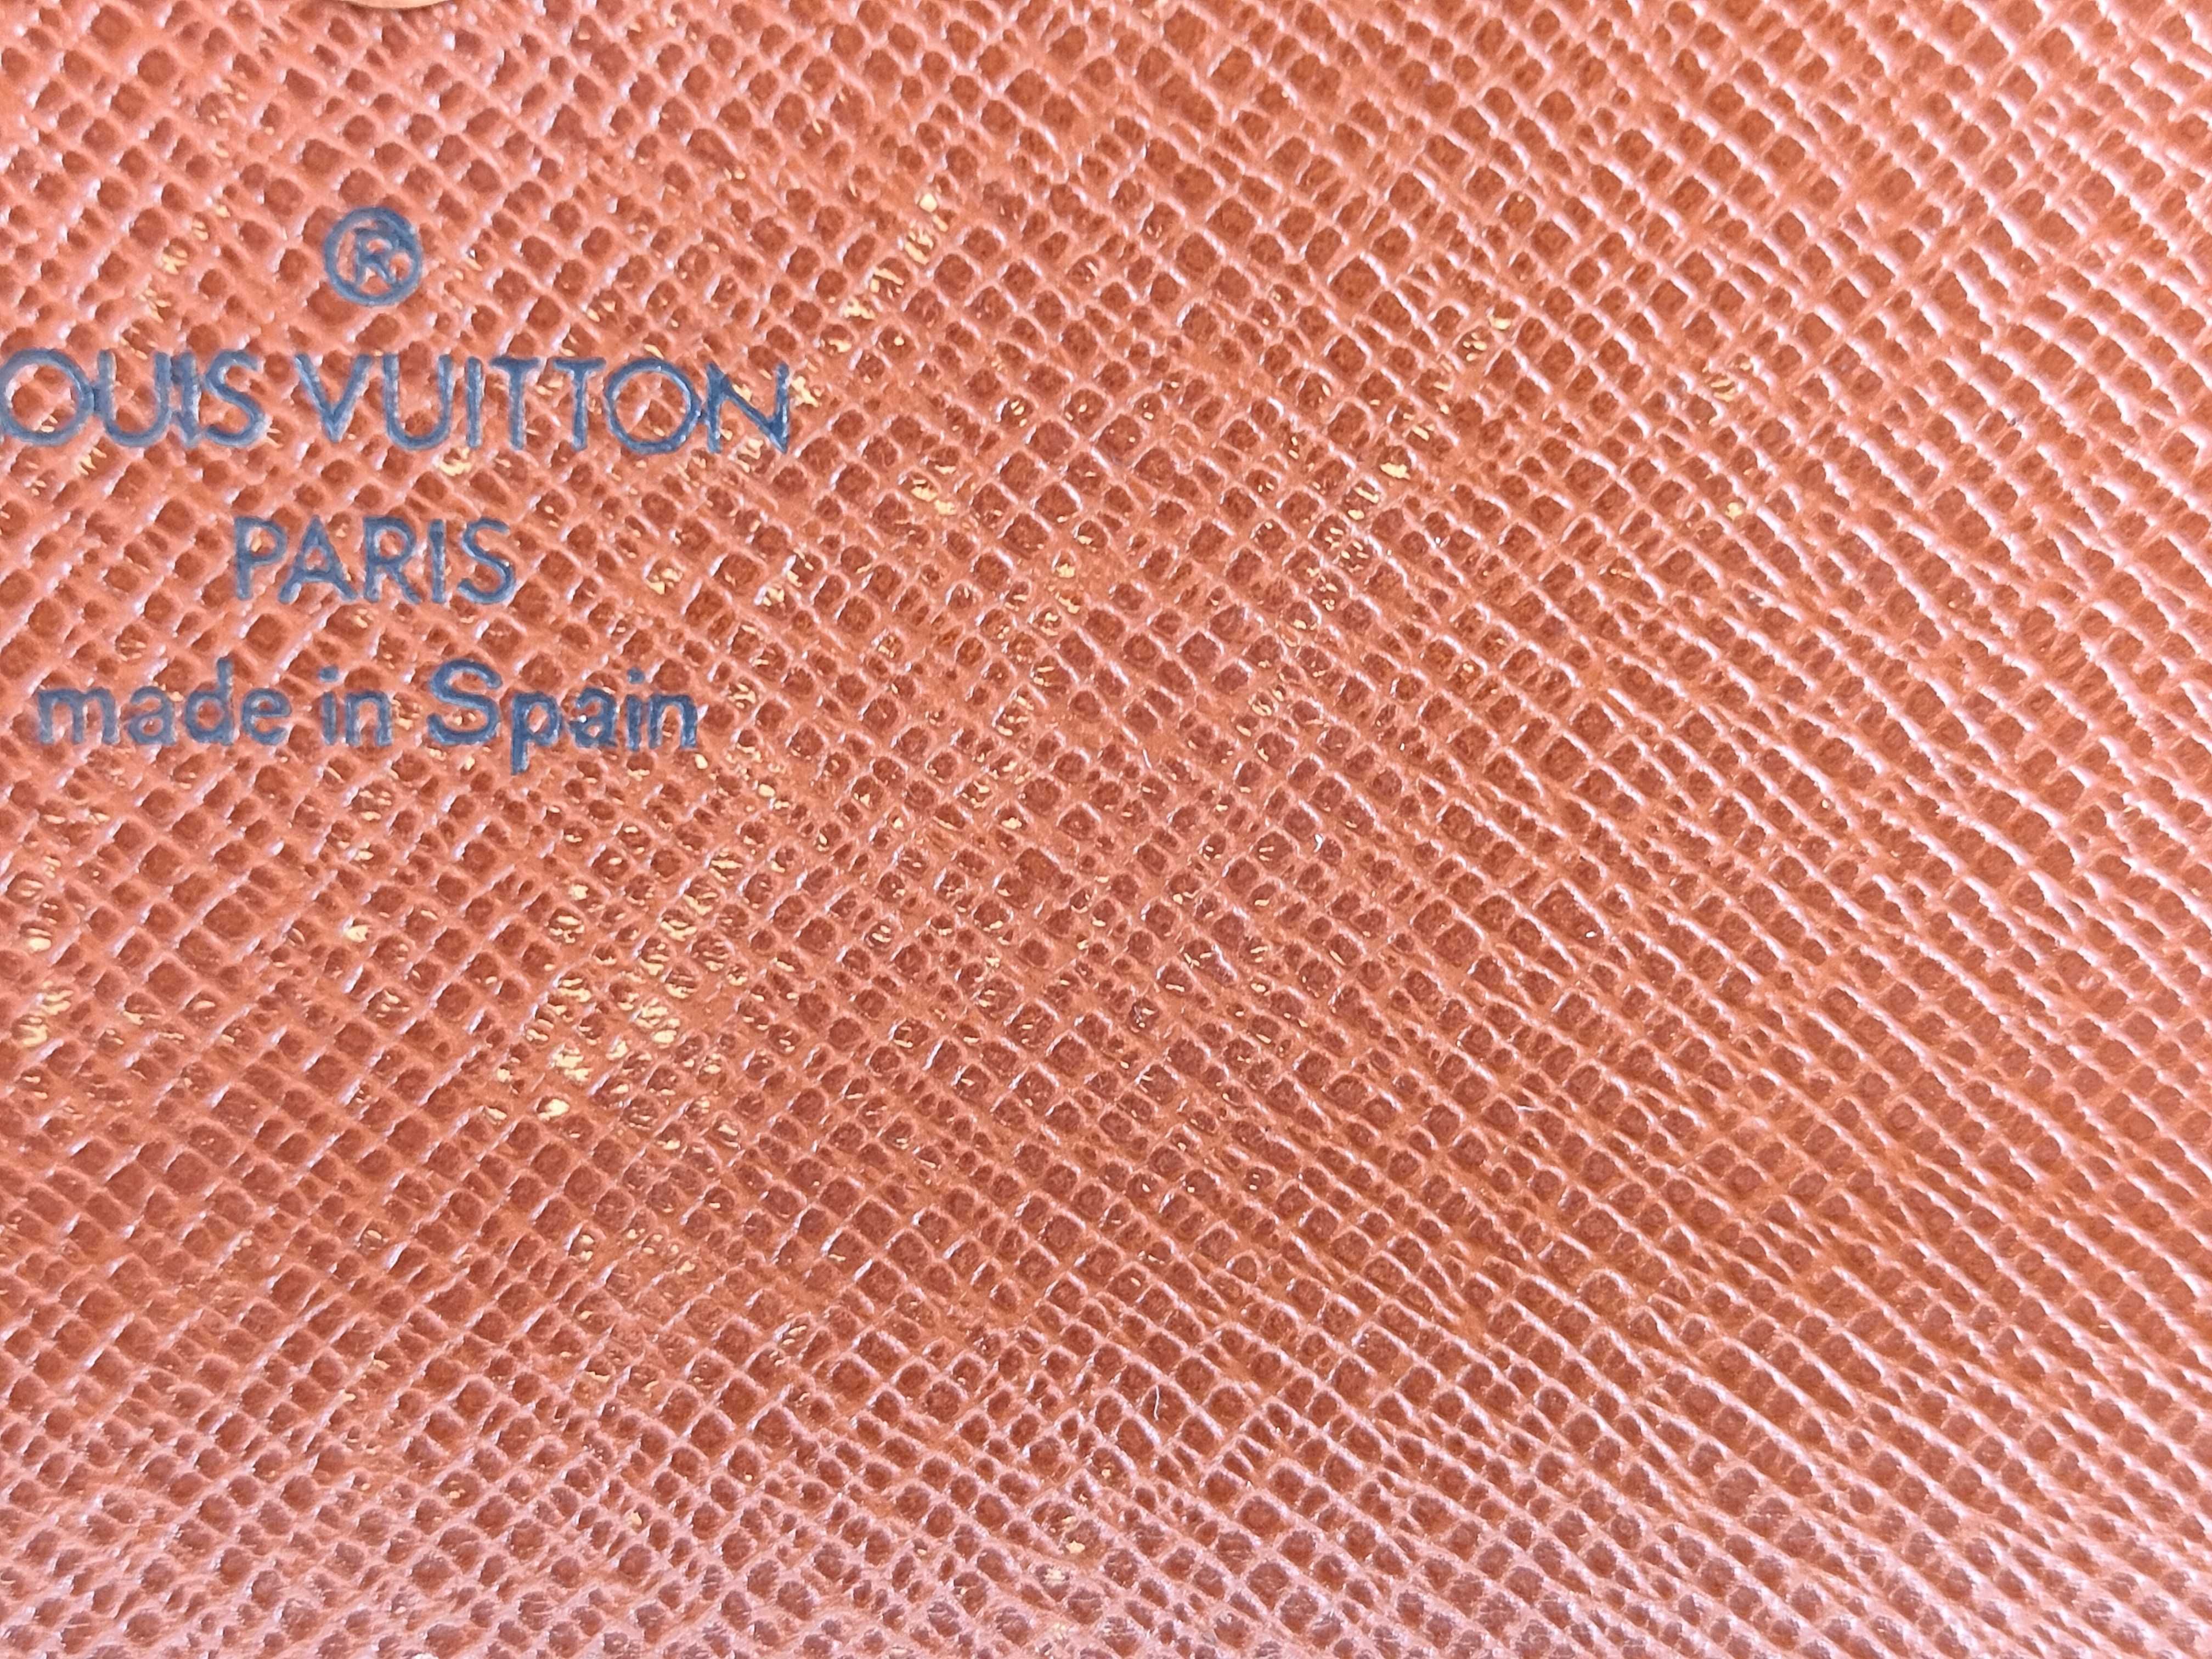 ®
OUIS VUITTON
PARIS
made in Spain